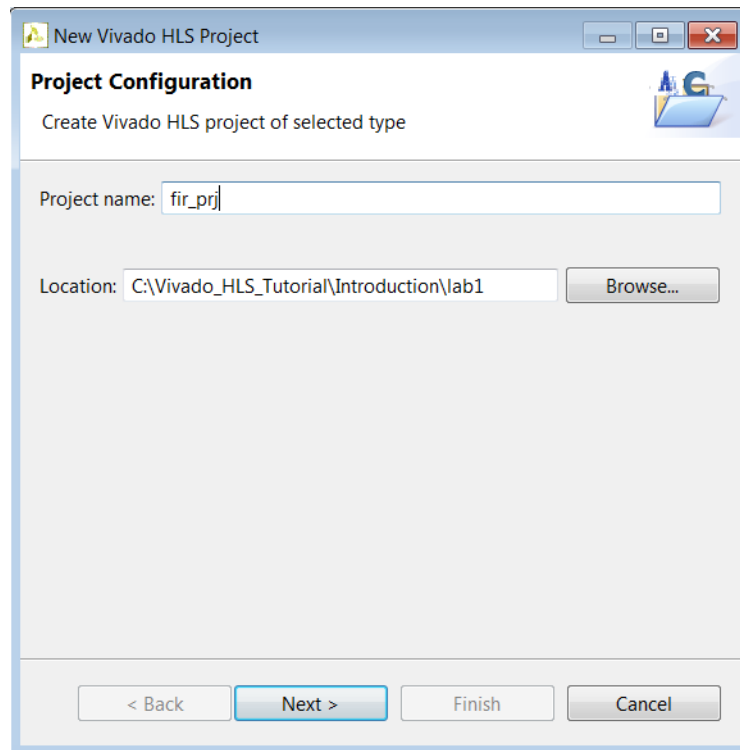 New Vivado HLS Project
Project Configuration
Create Vivado HLS project of selected type
Project name: fir_prj
Location: C:\Vivado_HLS_Tutorial\Introduction\lab1 Browse...
< Back Next > Finish Cancel